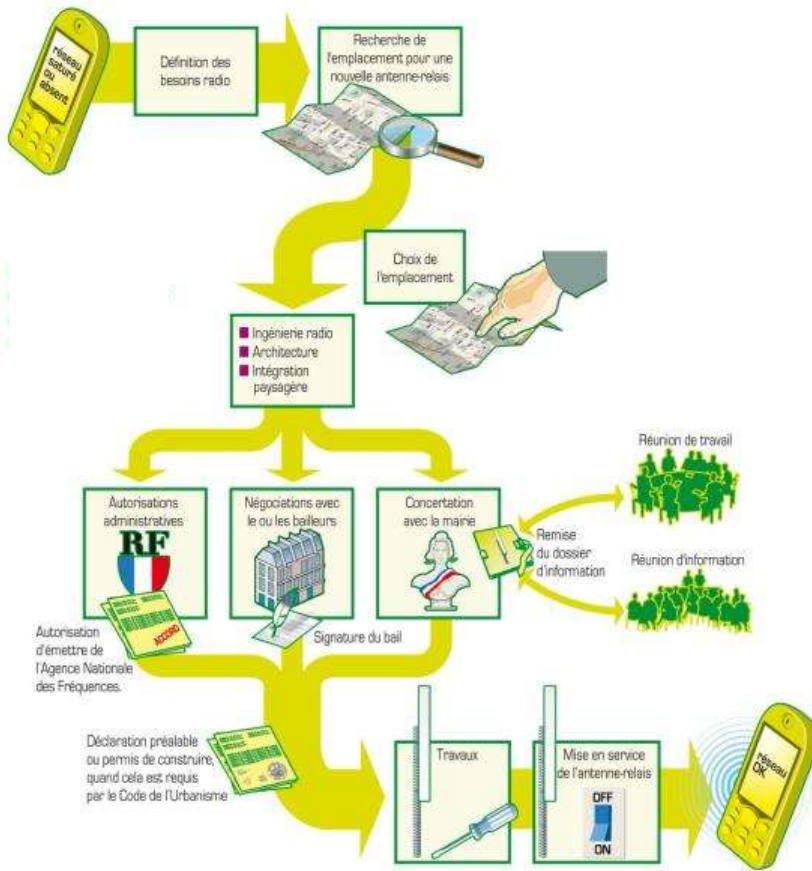 réseau
saturé
ou
absent
Définition des
besoins radio
Recherche de
l'emplacement pour une
nouvelle antenne-relais
Choix de
l'emplacement
Ingénierie radio
Architecture
Intégration
paysagère
Autorisations
administratives
RF
ACCORD
Autorisation
d'émettre de
l'Agence Nationale
des Fréquences.
Négociations avec
le ou les bailleurs
Signature du bail
Concertation
avec la mairie
Remise
du dossier
d'information
Réunion de travail
Réunion d'information
Déclaration préalable
ou permis de construire,
quand cela est requis
par le Code de l'Urbanisme
Travaux
Mise en service
de l'antenne-relais
OFF
ON
réseau
OK